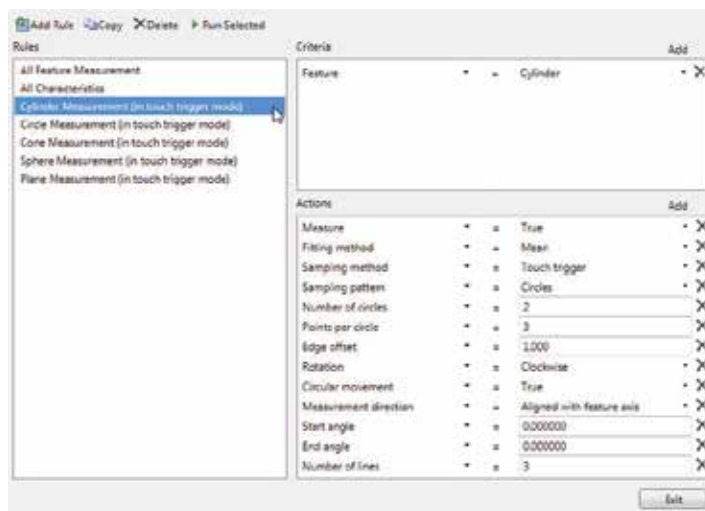 Add Rule Copy Delete Run Selected
Rules
All Feature Measurement
All Characteristics
Cylinder Measurement (in touch trigger mode)
Circle Measurement (in touch trigger mode)
Cone Measurement (in touch trigger mode)
Sphere Measurement (in touch trigger mode)
Plane Measurement (in touch trigger mode)
Criteria Add
Feature = Cylinder
Actions Add
Measure = True
Fitting method = Mean
Sampling method = Touch trigger
Sampling pattern = Circles
Number of circles = 2
Points per circle = 3
Edge offset = 1.000
Rotation = Clockwise
Circular movement = True
Measurement direction = Aligned with feature axis
Start angle = 0.000000
End angle = 0.000000
Number of lines = 3
Exit